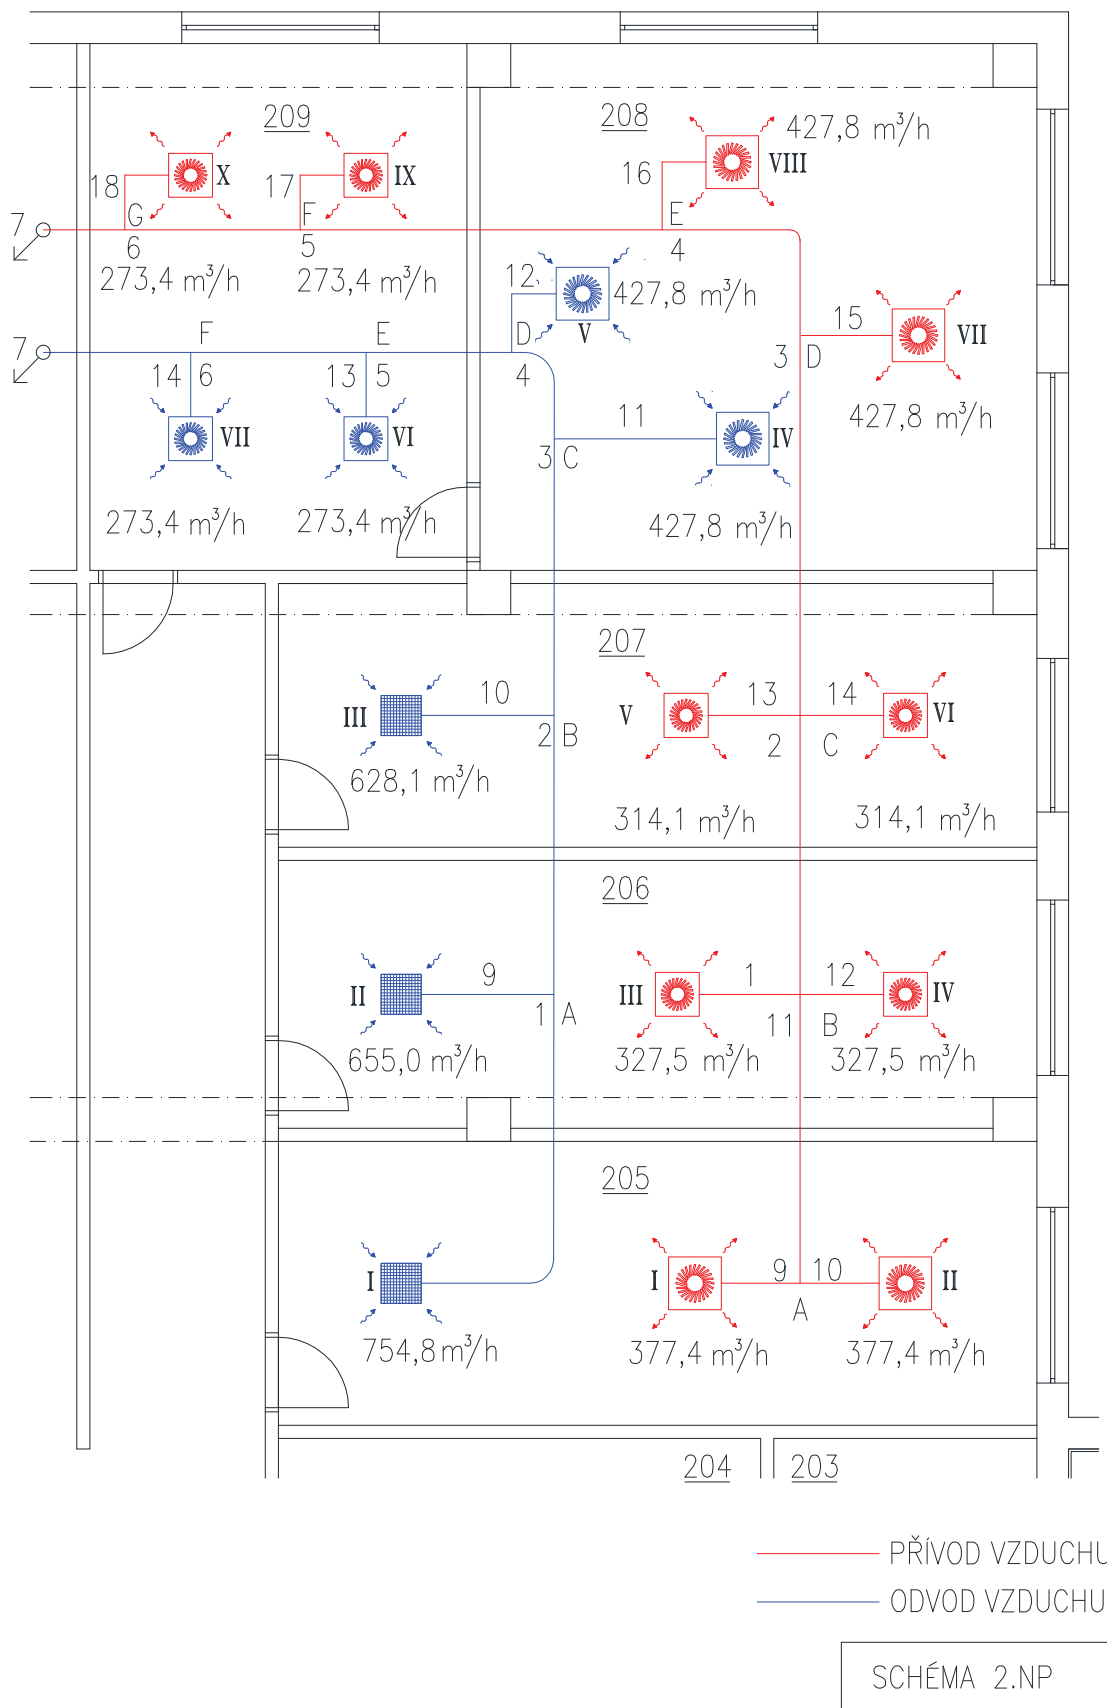 209
208
427,8 m³/h
VIII
X
IX
18
17
16
G
F
E
7
6
5
4
273,4 m³/h
273,4 m³/h
12
427,8 m³/h
V
15
VII
F
E
D
3 D
7
14 6
13 5
4
11
427,8 m³/h
VII
VI
IV
3 C
273,4 m³/h
273,4 m³/h
427,8 m³/h
207
10
13
14
III
V
VI
2 B
2 C
628,1 m³/h
314,1 m³/h
314,1 m³/h
206
9
1
12
II
III
IV
1 A
11 B
655,0 m³/h
327,5 m³/h
327,5 m³/h
205
I
I
9 10
II
A
754,8 m³/h
377,4 m³/h
377,4 m³/h
204
203
PŘÍVOD VZDUCHU
ODVOD VZDUCHU
SCHÉMA 2.NP